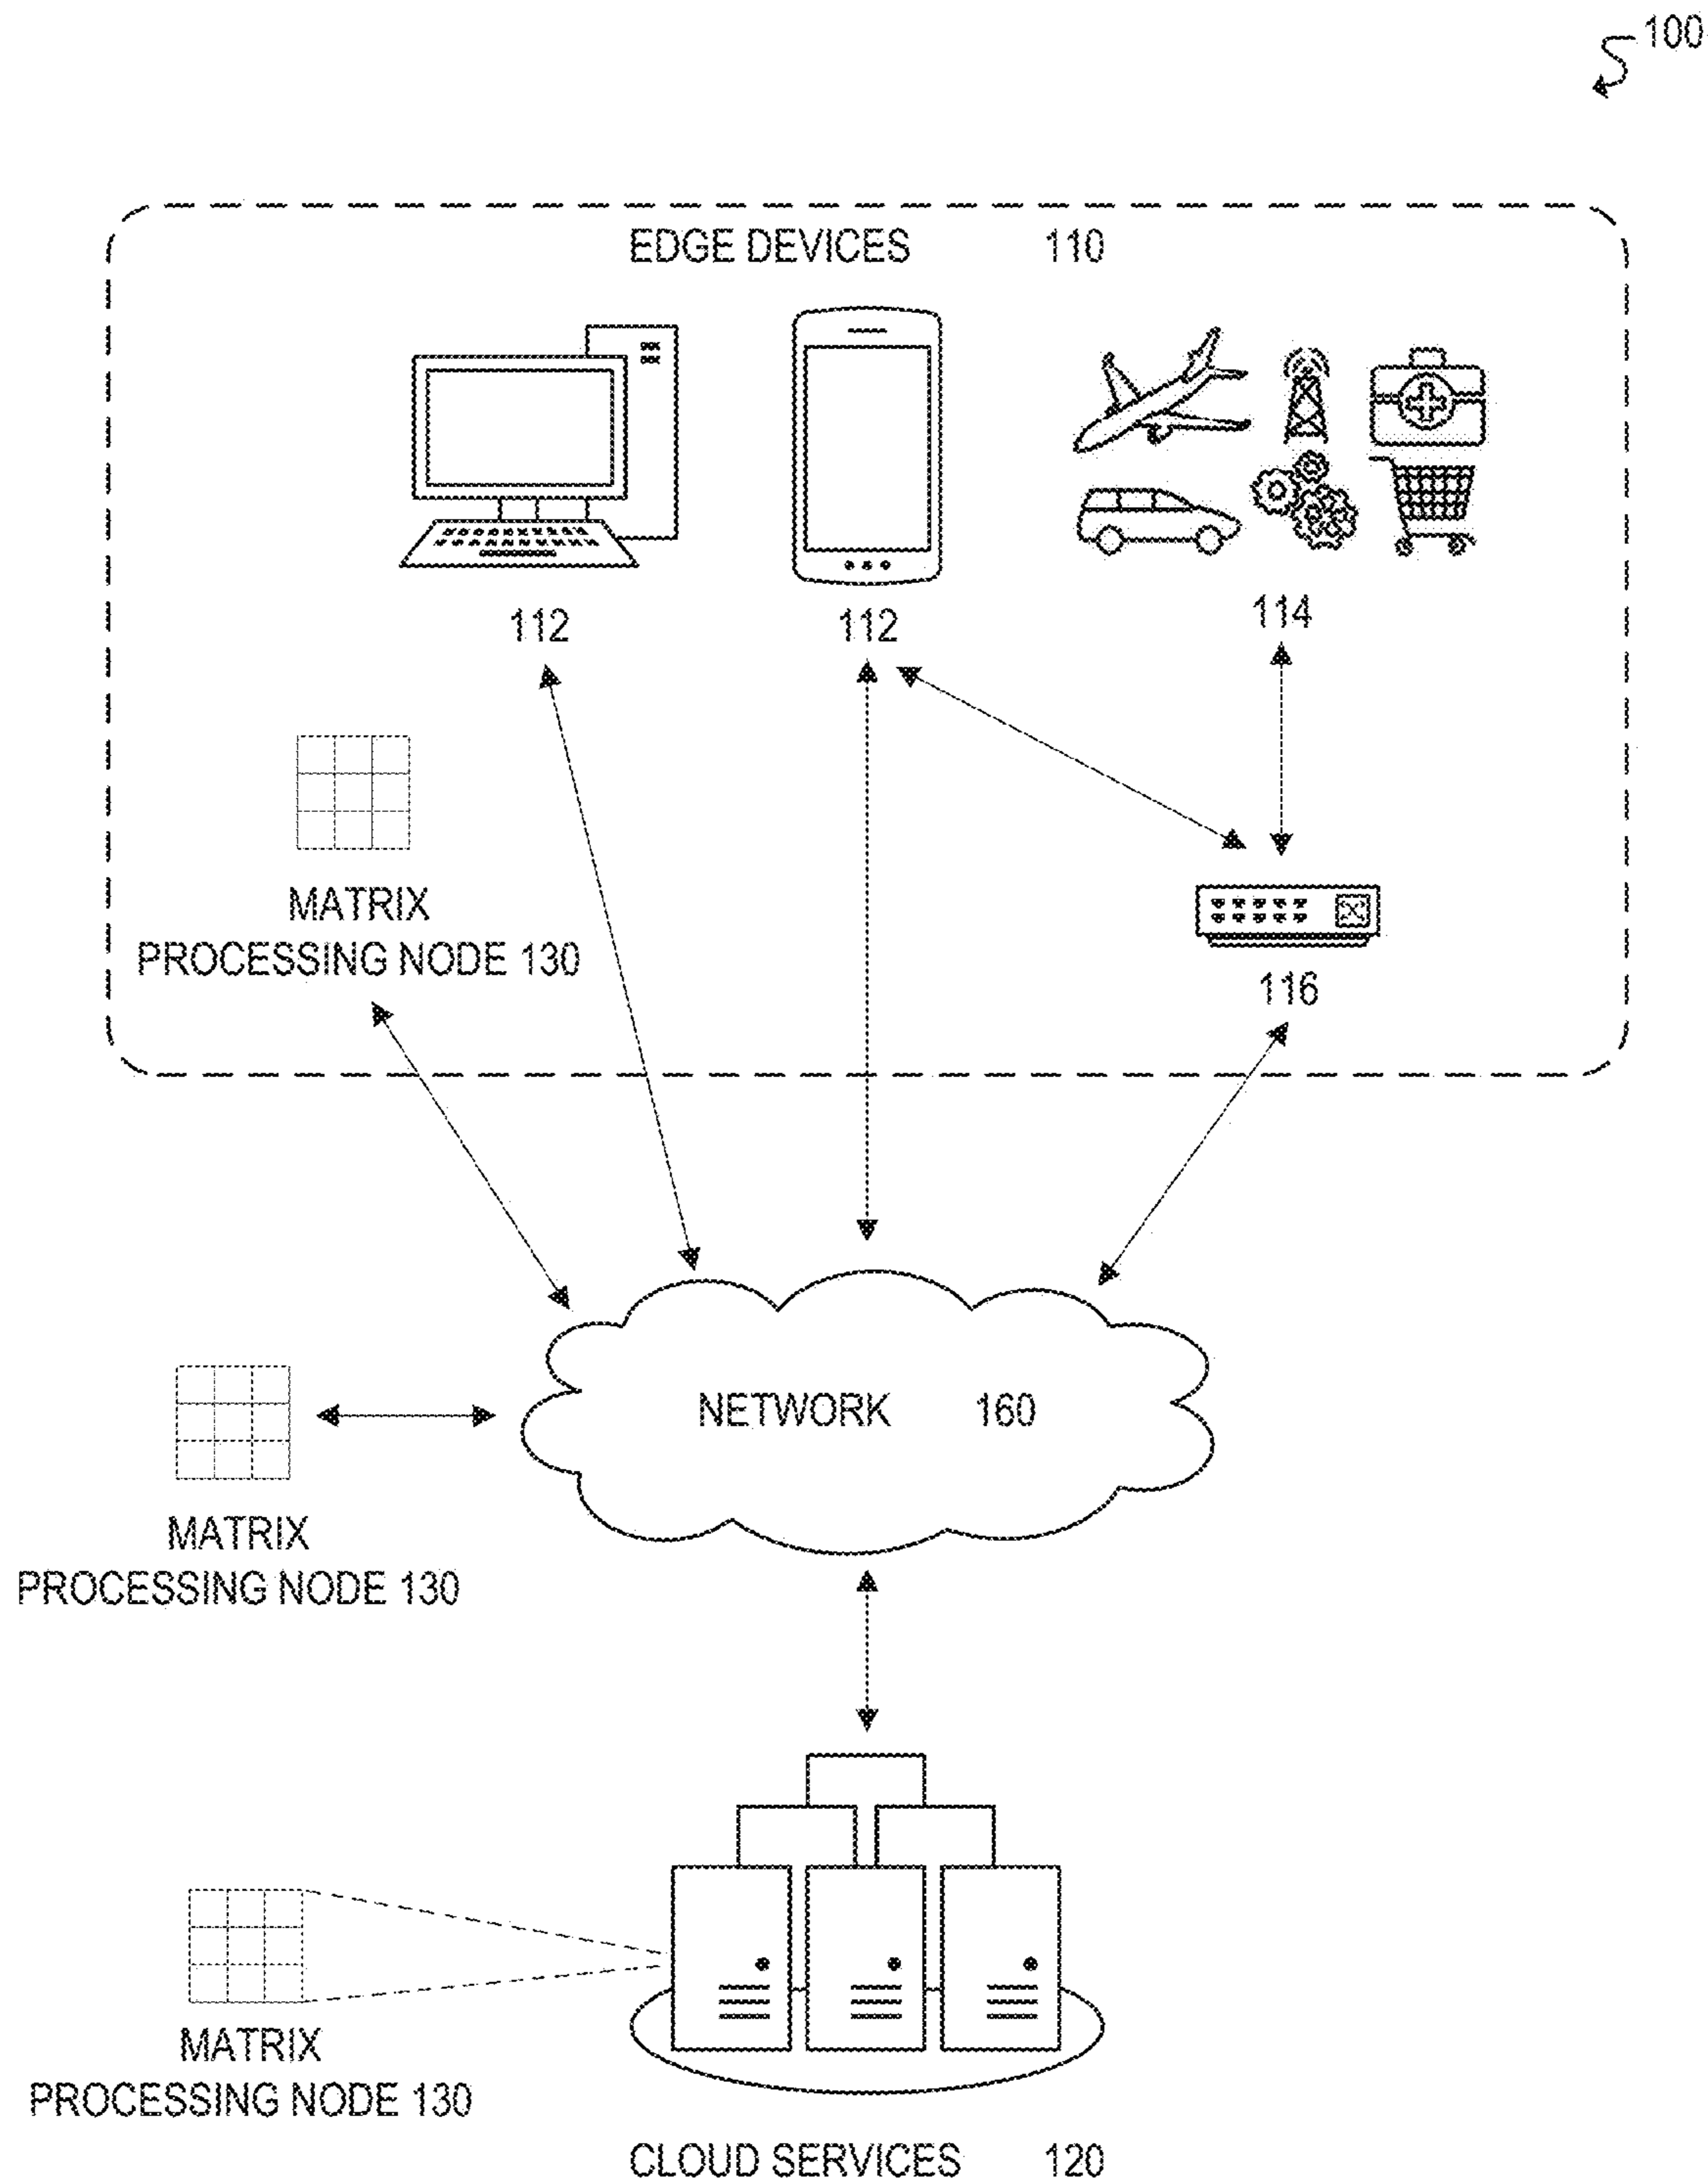 100
EDGE DEVICES 110
112
112
114
MATRIX
PROCESSING NODE 130
116
NETWORK 160
MATRIX
PROCESSING NODE 130
MATRIX
PROCESSING NODE 130
CLOUD SERVICES 120